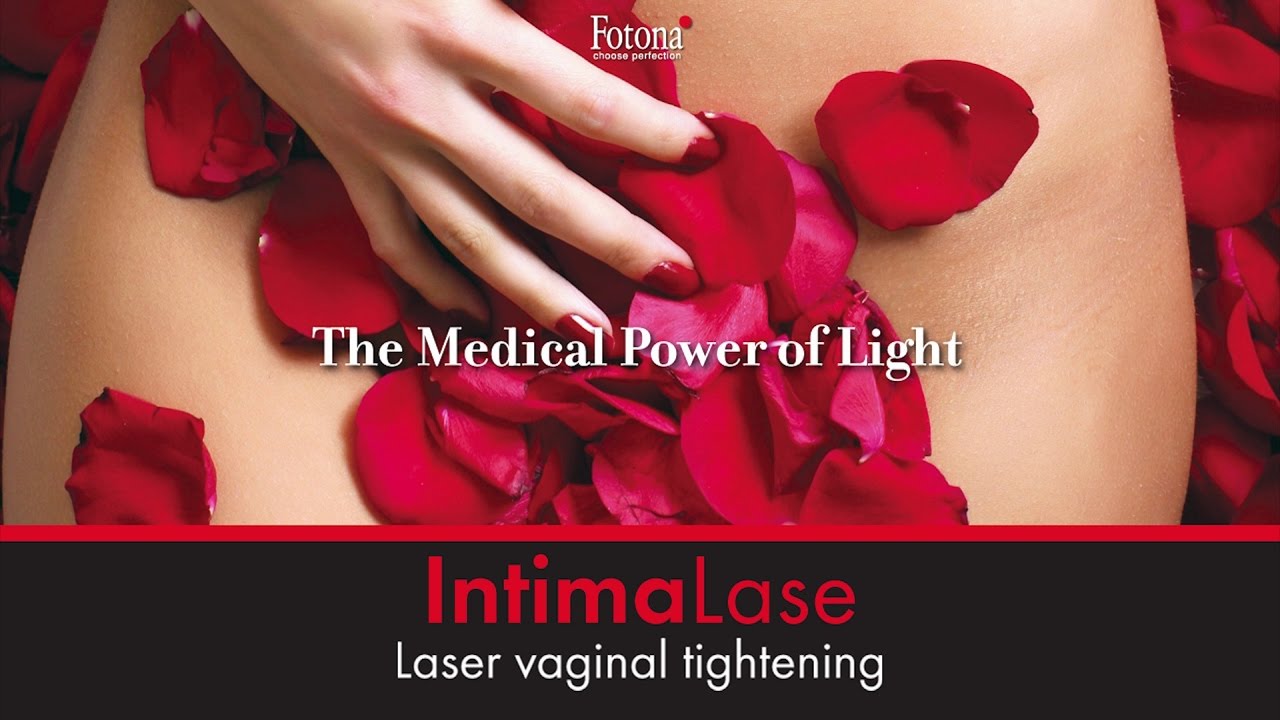 Fotona
choose perfection
The Medical Power of Light
IntimaLase
Laser vaginal tightening